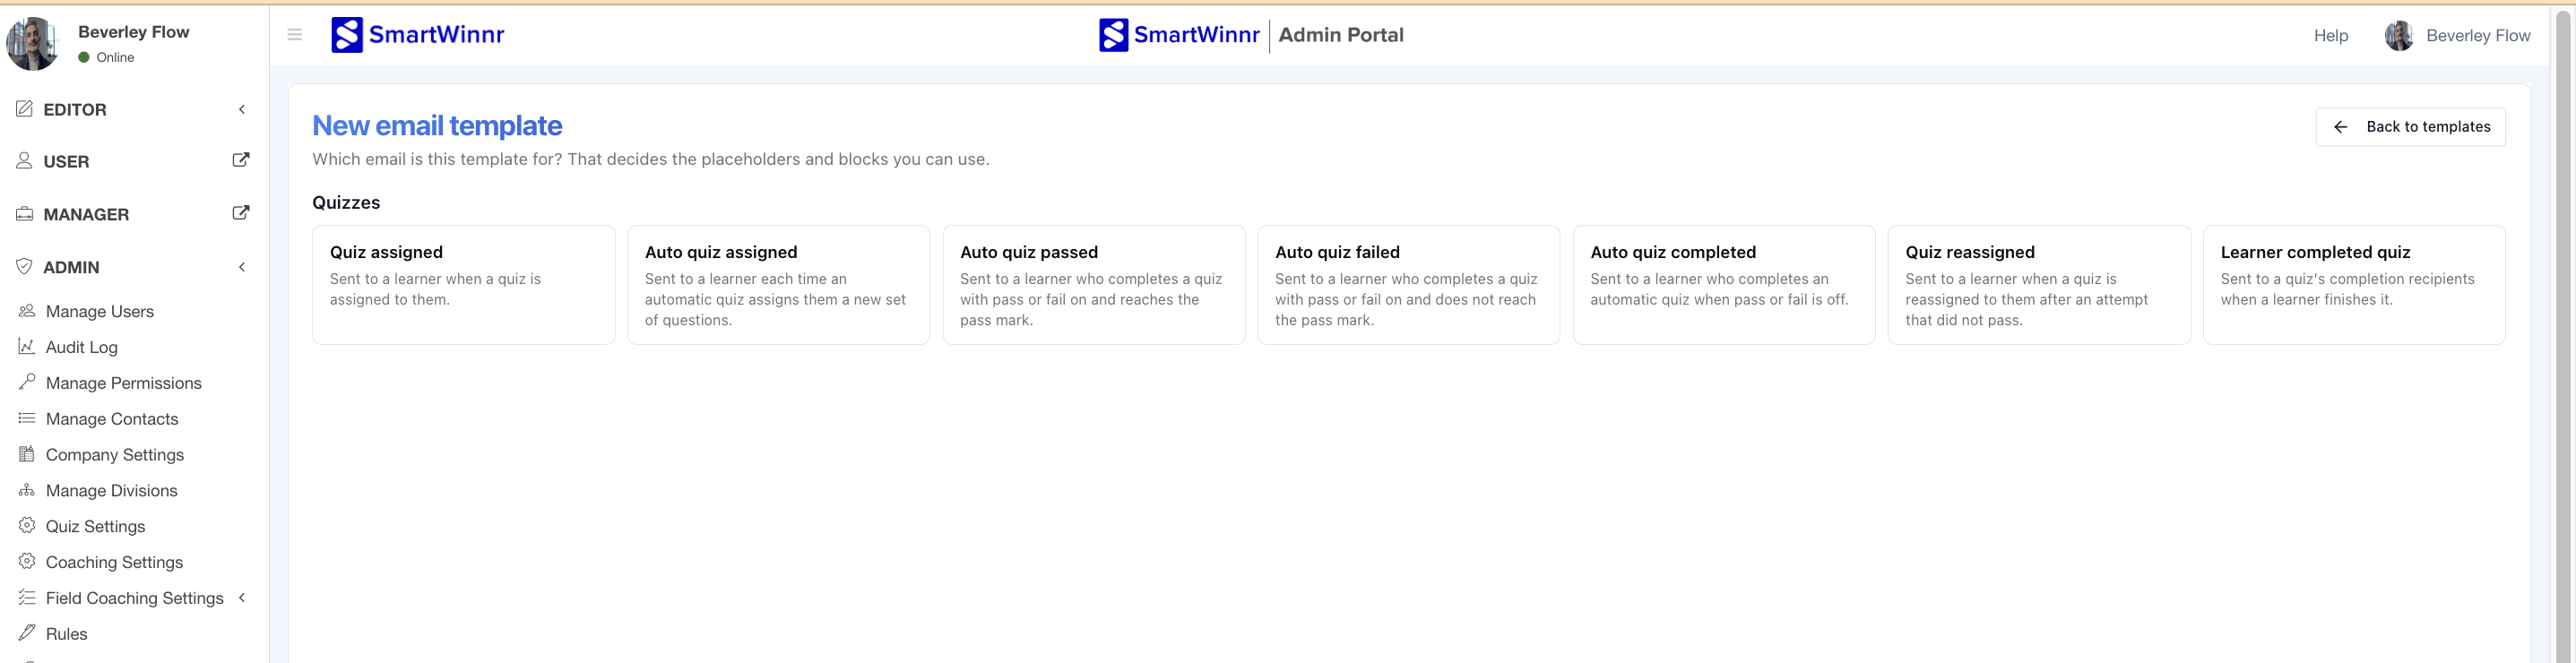 Beverley Flow
Online
EDITOR
USER
MANAGER
ADMIN
Manage Users
Audit Log
Manage Permissions
Manage Contacts
Company Settings
Manage Divisions
Quiz Settings
Coaching Settings
Field Coaching Settings
Rules
SmartWinnr
SmartWinnr | Admin Portal
Help
Beverley Flow
New email template
Which email is this template for? That decides the placeholders and blocks you can use.
Back to templates
Quizzes
Quiz assigned
Sent to a learner when a quiz is
assigned to them.
Auto quiz assigned
Sent to a learner each time an
automatic quiz assigns them a new set
of questions.
Auto quiz passed
Sent to a learner who completes a quiz
with pass or fail on and reaches the
pass mark.
Auto quiz failed
Sent to a learner who completes a quiz
with pass or fail on and does not reach
the pass mark.
Auto quiz completed
Sent to a learner who completes an
automatic quiz when pass or fail is off.
Quiz reassigned
Sent to a learner when a quiz is
reassigned to them after an attempt
that did not pass.
Learner completed quiz
Sent to a quiz's completion recipients
when a learner finishes it.